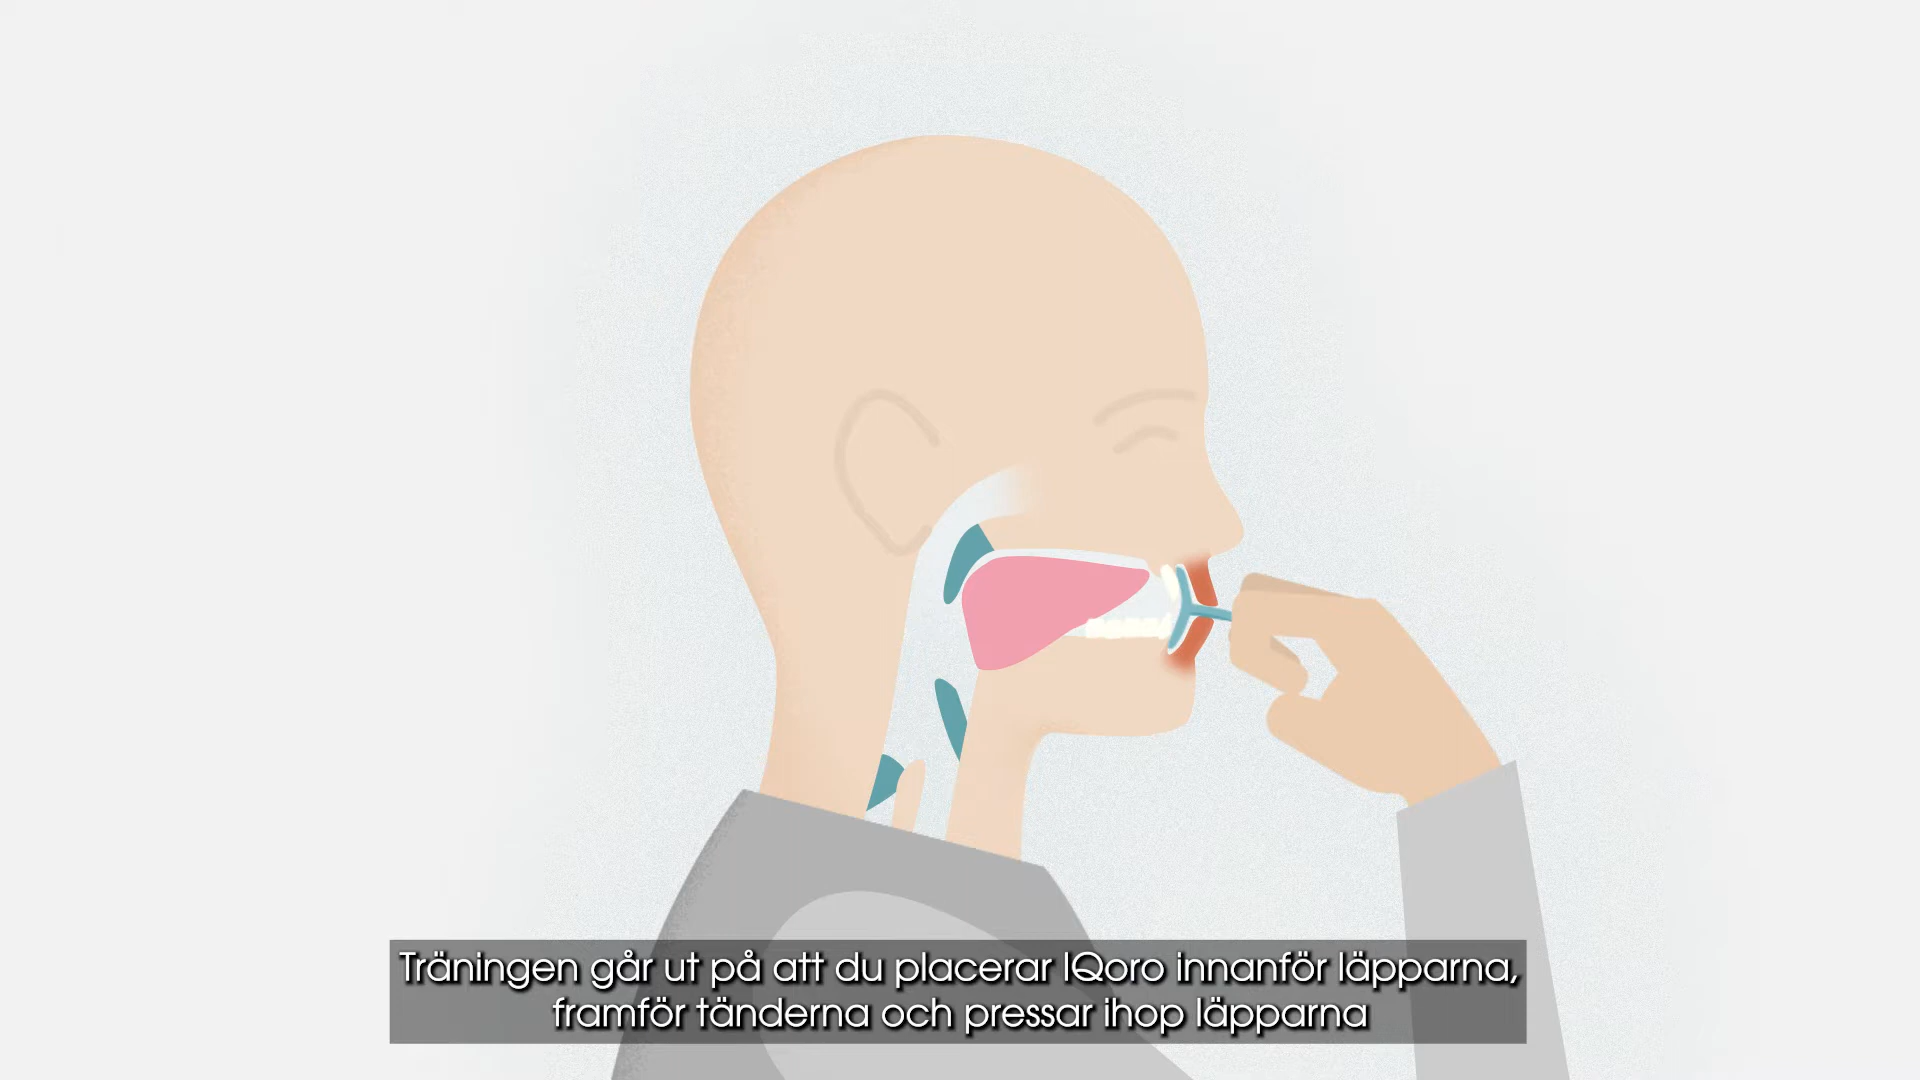 Träningen går ut på att du placerar IQoro innanför läpparna,
framför tänderna och pressar ihop läpparna